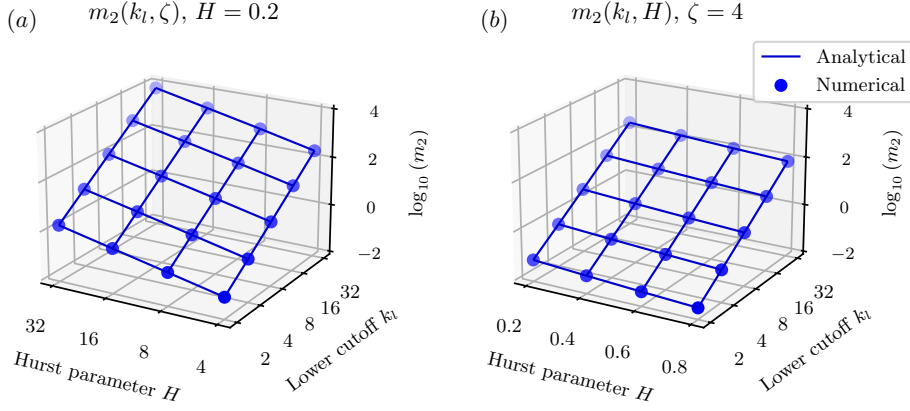 (a)
m₂(kₗ, ζ), H = 0.2
(b)
m₂(kₗ, H), ζ = 4
Analytical
Numerical
4
2
0
−2
log₁₀ (m₂)
32
16
8
4
Hurst parameter H
2
4
8
16
32
Lower cutoff kₗ
4
2
0
−2
log₁₀ (m₂)
0.2
0.4
0.6
0.8
Hurst parameter H
2
4
8
16
32
Lower cutoff kₗ